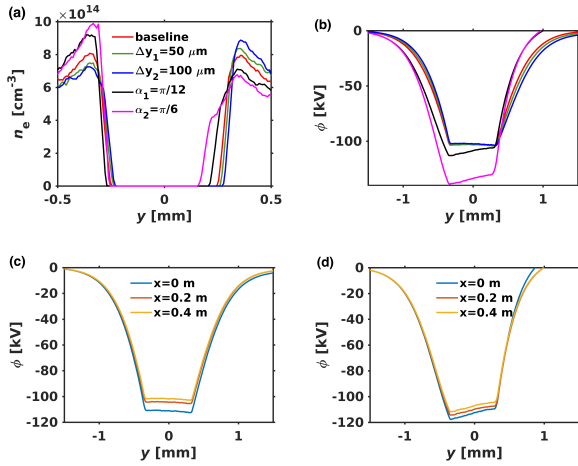 (a)
×10^14
10
8
6
4
2
0
n_e [cm^-3]
baseline
Δy_1=50 μm
Δy_2=100 μm
α_1=π/12
α_2=π/6
-0.5
0
0.5
y [mm]
(b)
0
-50
-100
ϕ [kV]
-1
0
1
y [mm]
(c)
0
-20
-40
-60
-80
-100
-120
ϕ [kV]
x=0 m
x=0.2 m
x=0.4 m
-1
0
1
y [mm]
(d)
0
-20
-40
-60
-80
-100
-120
ϕ [kV]
x=0 m
x=0.2 m
x=0.4 m
-1
0
1
y [mm]